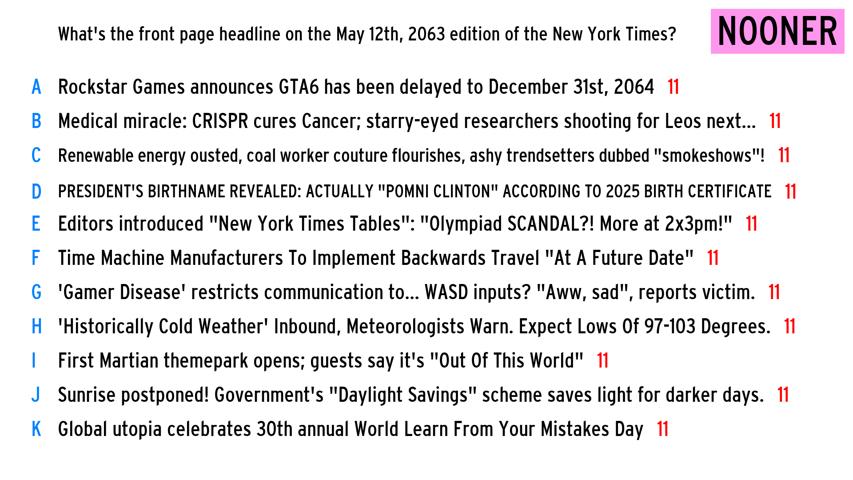 What's the front page headline on the May 12th, 2063 edition of the New York Times? NOONER
A Rockstar Games announces GTA6 has been delayed to December 31st, 2064 11
B Medical miracle: CRISPR cures Cancer; starry-eyed researchers shooting for Leos next... 11
C Renewable energy ousted, coal worker couture flourishes, ashy trendsetters dubbed "smokeshows"! 11
D PRESIDENT'S BIRTHNAME REVEALED: ACTUALLY "POMNI CLINTON" ACCORDING TO 2025 BIRTH CERTIFICATE 11
E Editors introduced "New York Times Tables": "Olympiad SCANDAL?! More at 2x3pm!" 11
F Time Machine Manufacturers To Implement Backwards Travel "At A Future Date" 11
G 'Gamer Disease' restricts communication to... WASD inputs? "Aww, sad", reports victim. 11
H 'Historically Cold Weather' Inbound, Meteorologists Warn. Expect Lows Of 97-103 Degrees. 11
I First Martian themepark opens; guests say it's "Out Of This World" 11
J Sunrise postponed! Government's "Daylight Savings" scheme saves light for darker days. 11
K Global utopia celebrates 30th annual World Learn From Your Mistakes Day 11